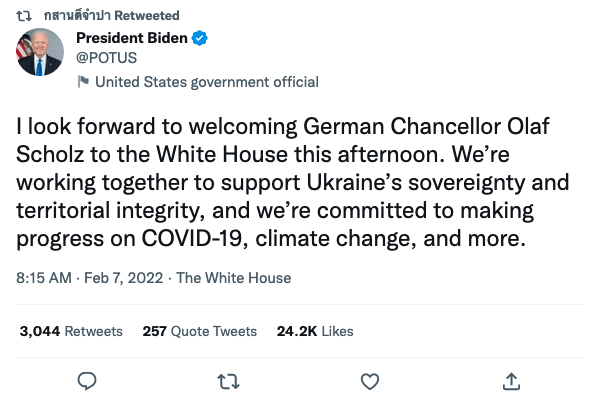 กสานติ์จำปา Retweeted
President Biden
@POTUS
United States government official
I look forward to welcoming German Chancellor Olaf
Scholz to the White House this afternoon. We’re
working together to support Ukraine’s sovereignty and
territorial integrity, and we’re committed to making
progress on COVID-19, climate change, and more.
8:15 AM · Feb 7, 2022 · The White House
3,044 Retweets 257 Quote Tweets 24.2K Likes